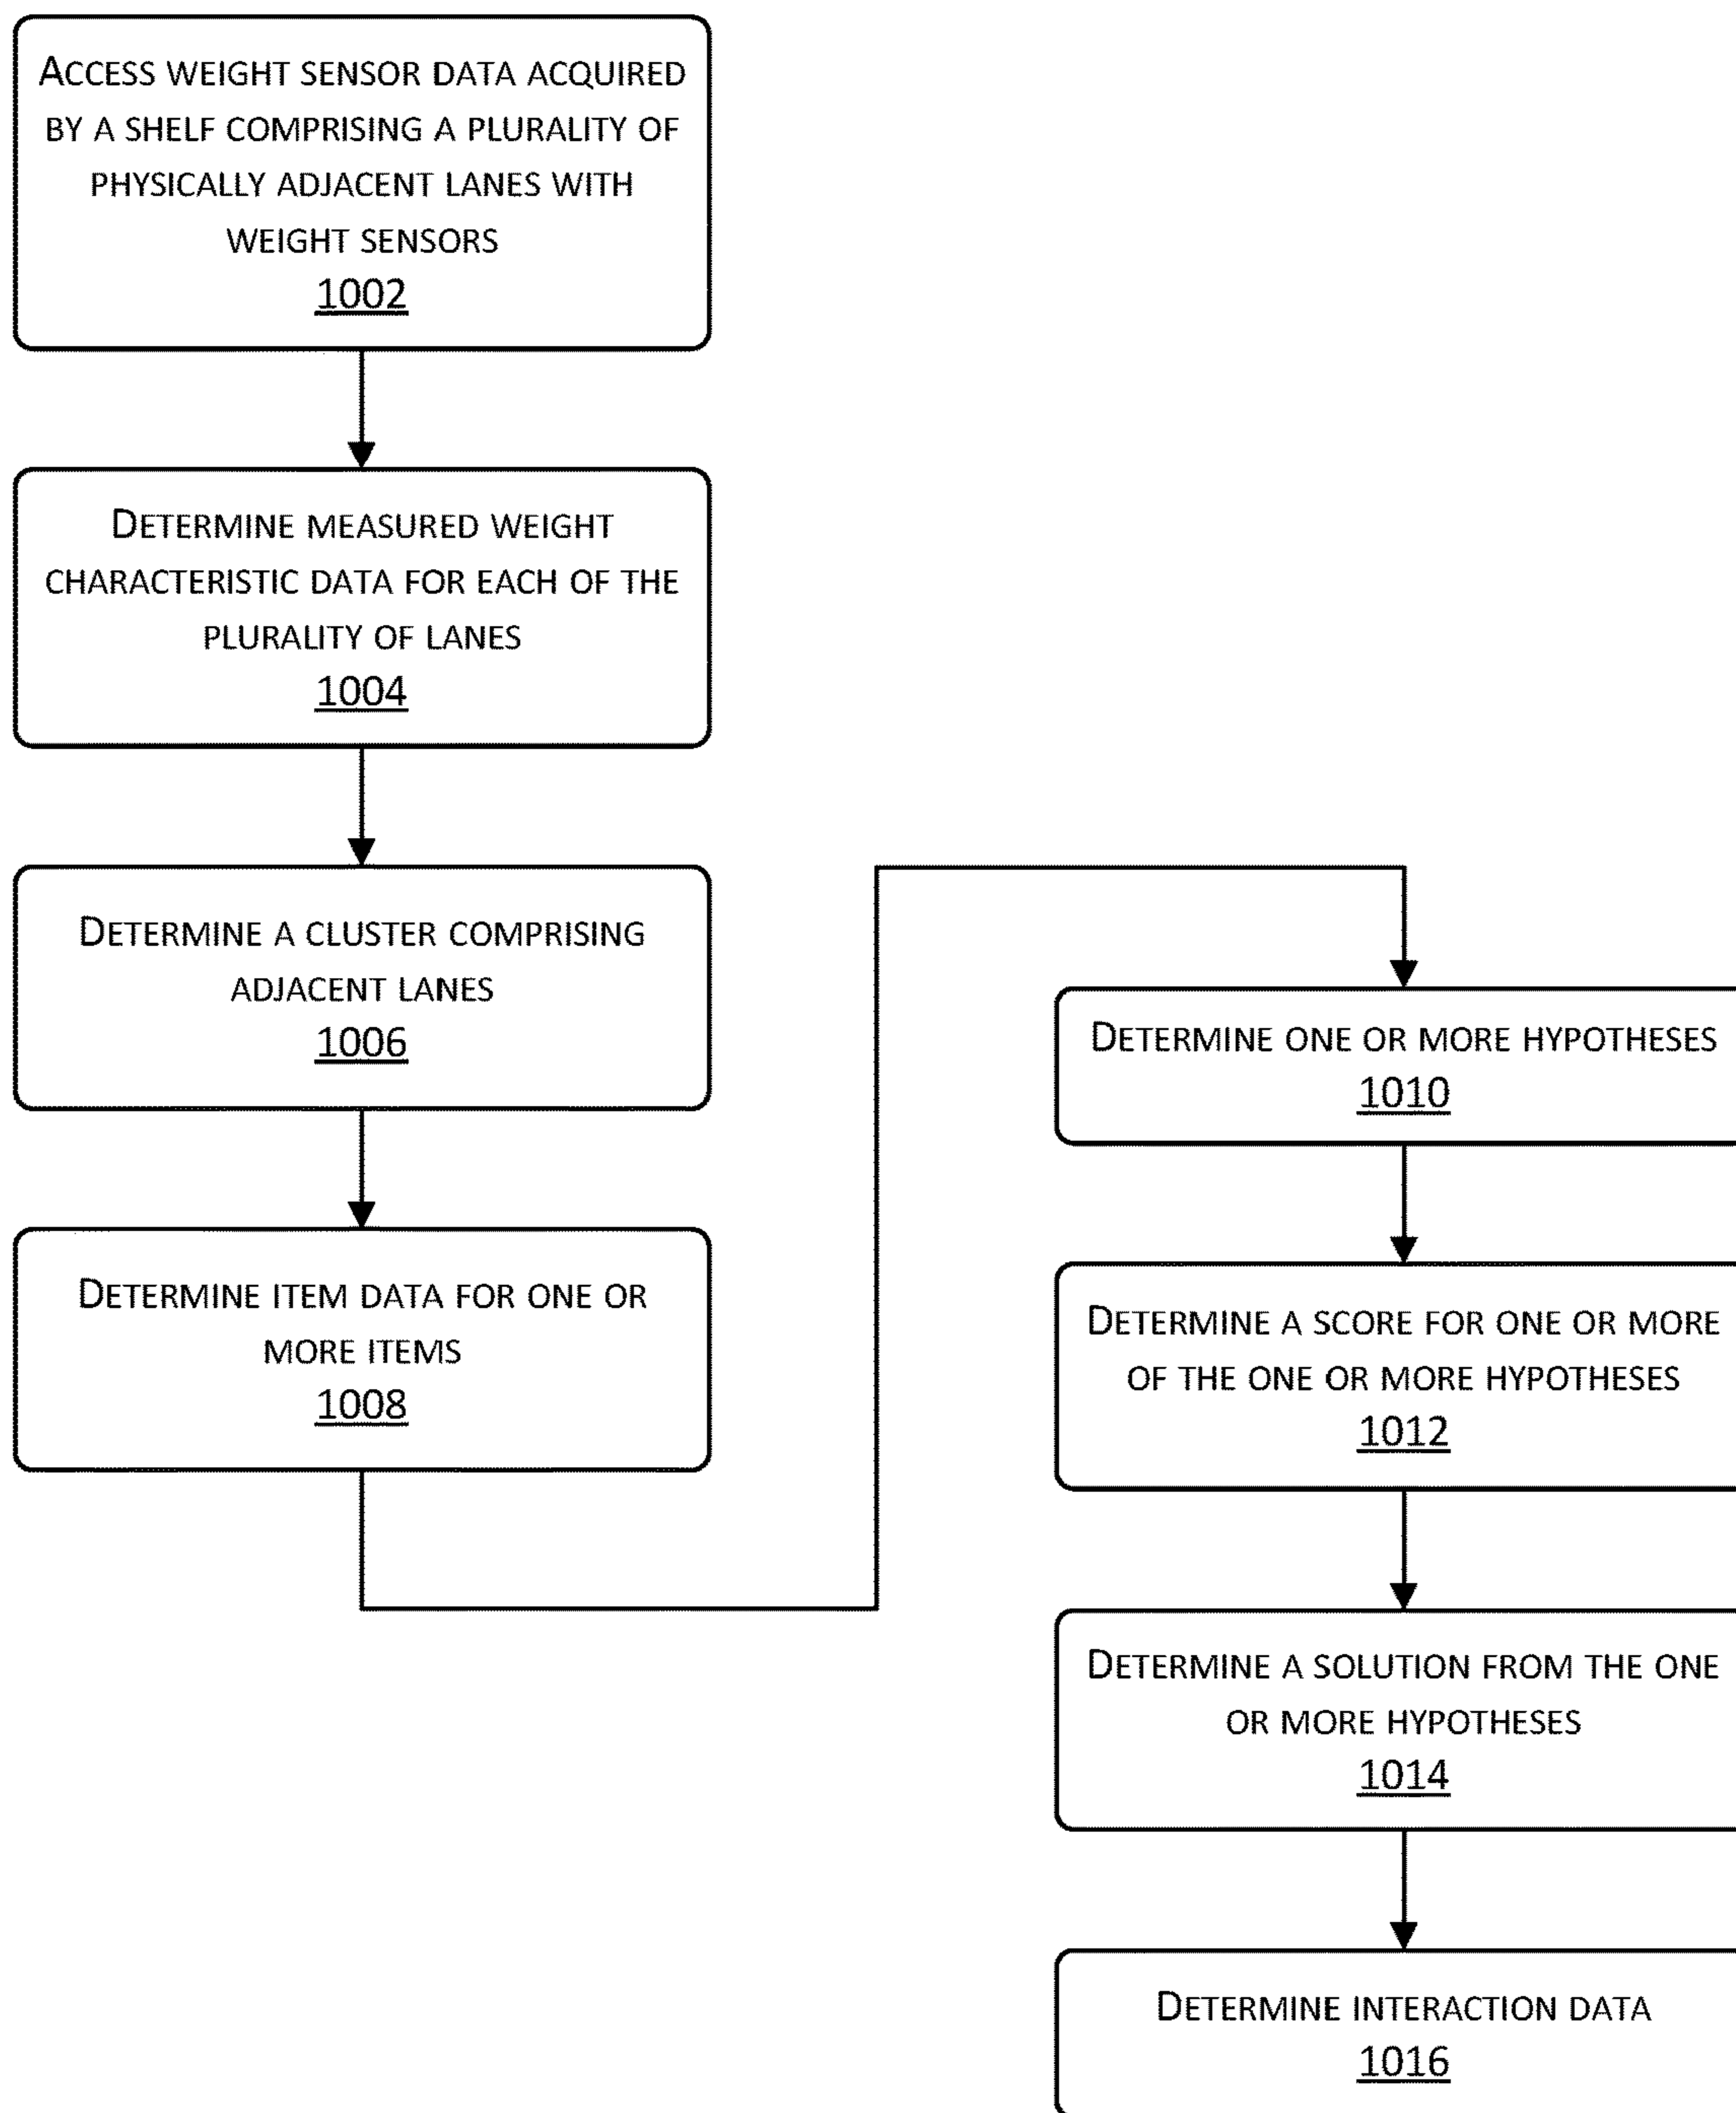 ACCESS WEIGHT SENSOR DATA ACQUIRED
BY A SHELF COMPRISING A PLURALITY OF
PHYSICALLY ADJACENT LANES WITH
WEIGHT SENSORS
1002
DETERMINE MEASURED WEIGHT
CHARACTERISTIC DATA FOR EACH OF THE
PLURALITY OF LANES
1004
DETERMINE A CLUSTER COMPRISING
ADJACENT LANES
1006
DETERMINE ITEM DATA FOR ONE OR
MORE ITEMS
1008
DETERMINE ONE OR MORE HYPOTHESES
1010
DETERMINE A SCORE FOR ONE OR MORE
OF THE ONE OR MORE HYPOTHESES
1012
DETERMINE A SOLUTION FROM THE ONE
OR MORE HYPOTHESES
1014
DETERMINE INTERACTION DATA
1016